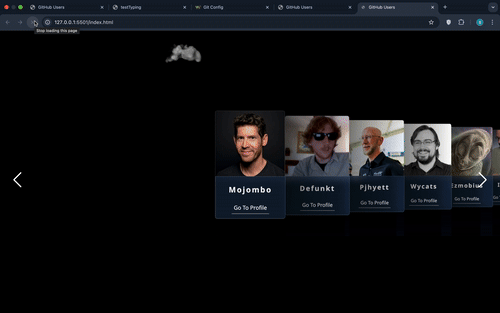 GitHub Users
testTyping
Git Config
GitHub Users
GitHub Users
127.0.0.1:5501/index.html
Stop loading this page
Mojombo
Defunkt
Pjhyett
Wycats
Ezmobius
Go To Profile
Go To Profile
Go To Profile
Go To Profile
Go To Profile